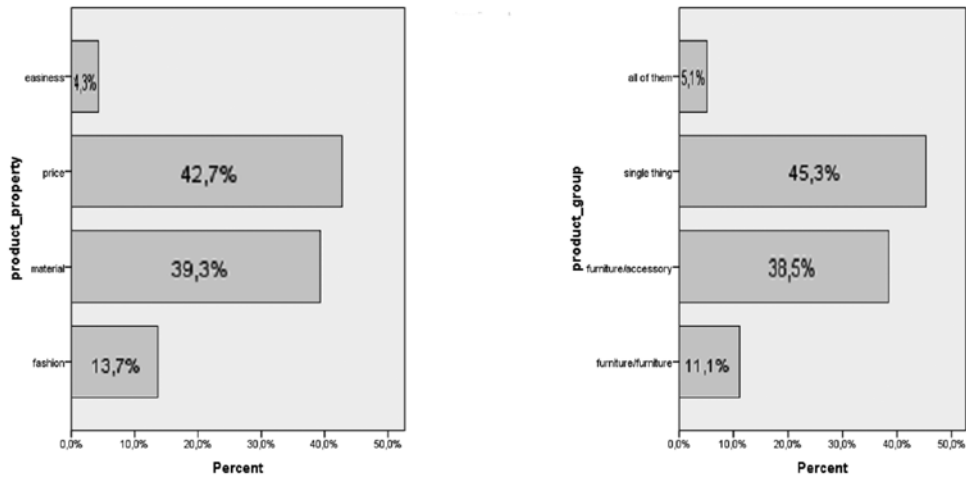 product_property
easiness
4,3%
price
42,7%
material
39,3%
fashion
13,7%
0,0% 10,0% 20,0% 30,0% 40,0% 50,0%
Percent
product_group
all of them
5,1%
single thing
45,3%
furniture/accessory
38,5%
furniture/furniture
11,1%
0,0% 10,0% 20,0% 30,0% 40,0% 50,0%
Percent